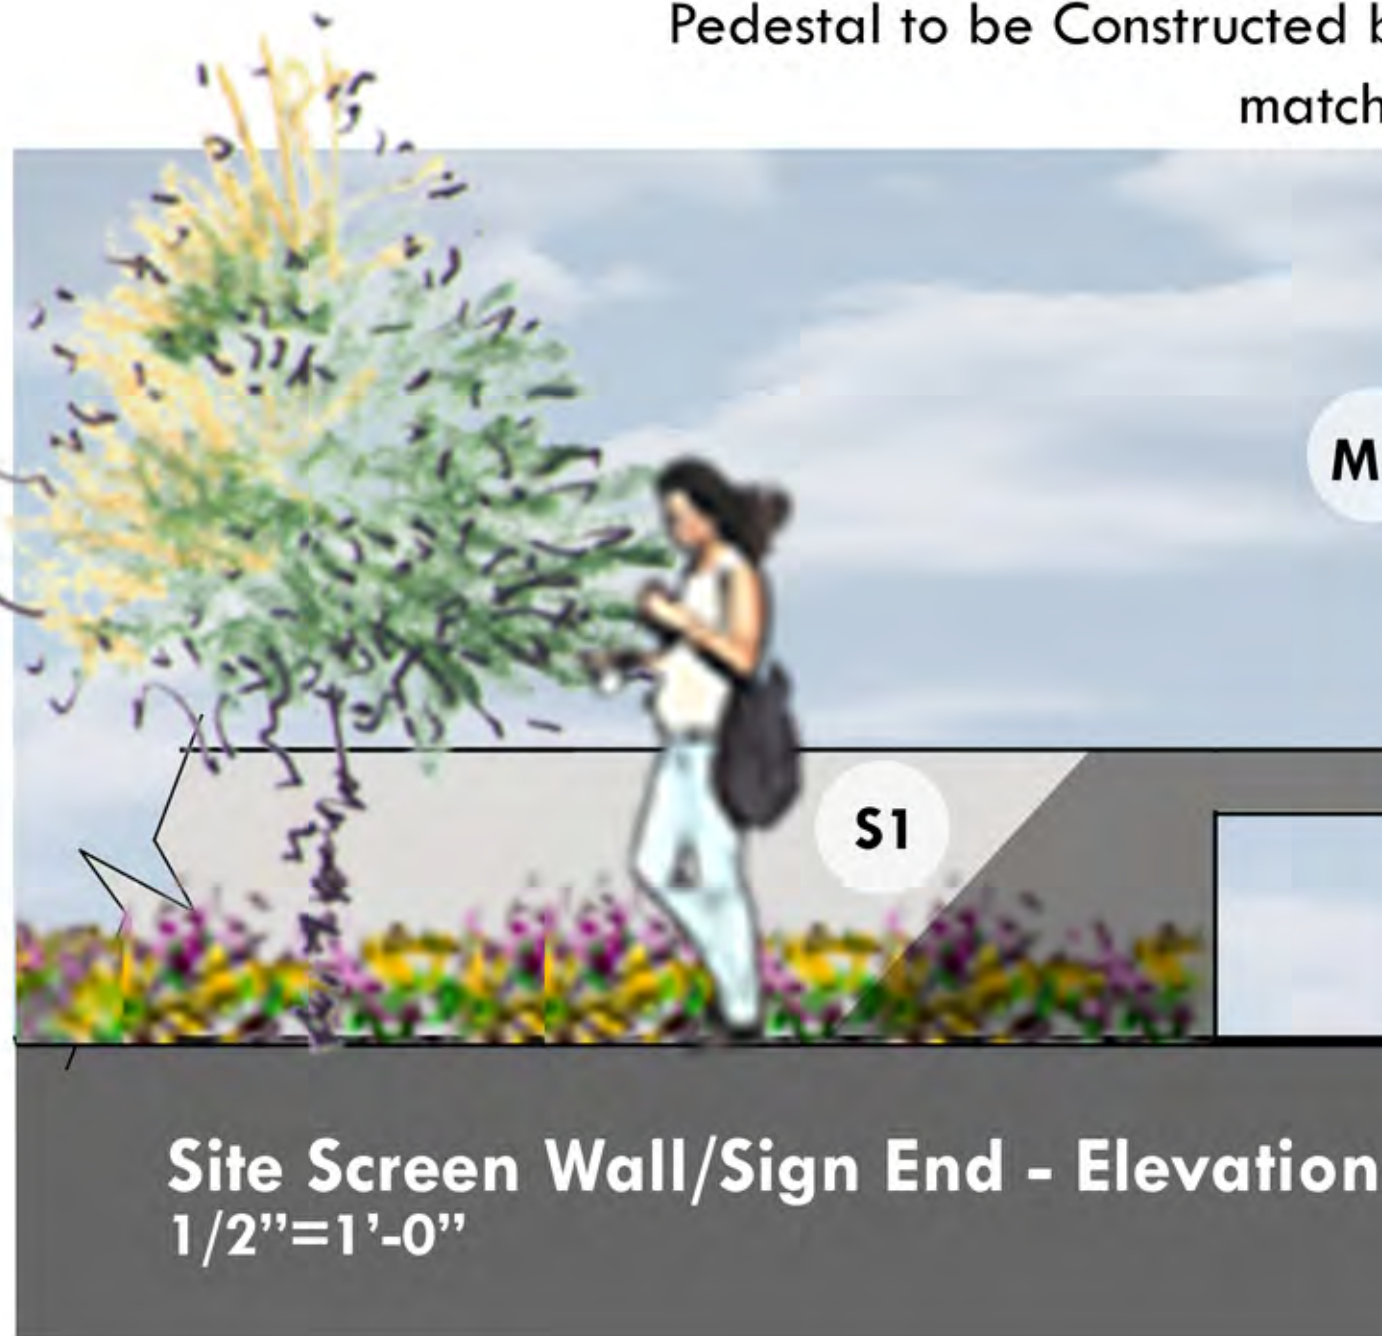 Pedestal to be Constructed
match
M
S1
Site Screen Wall/Sign End - Elevation
1/2”=1’-0”